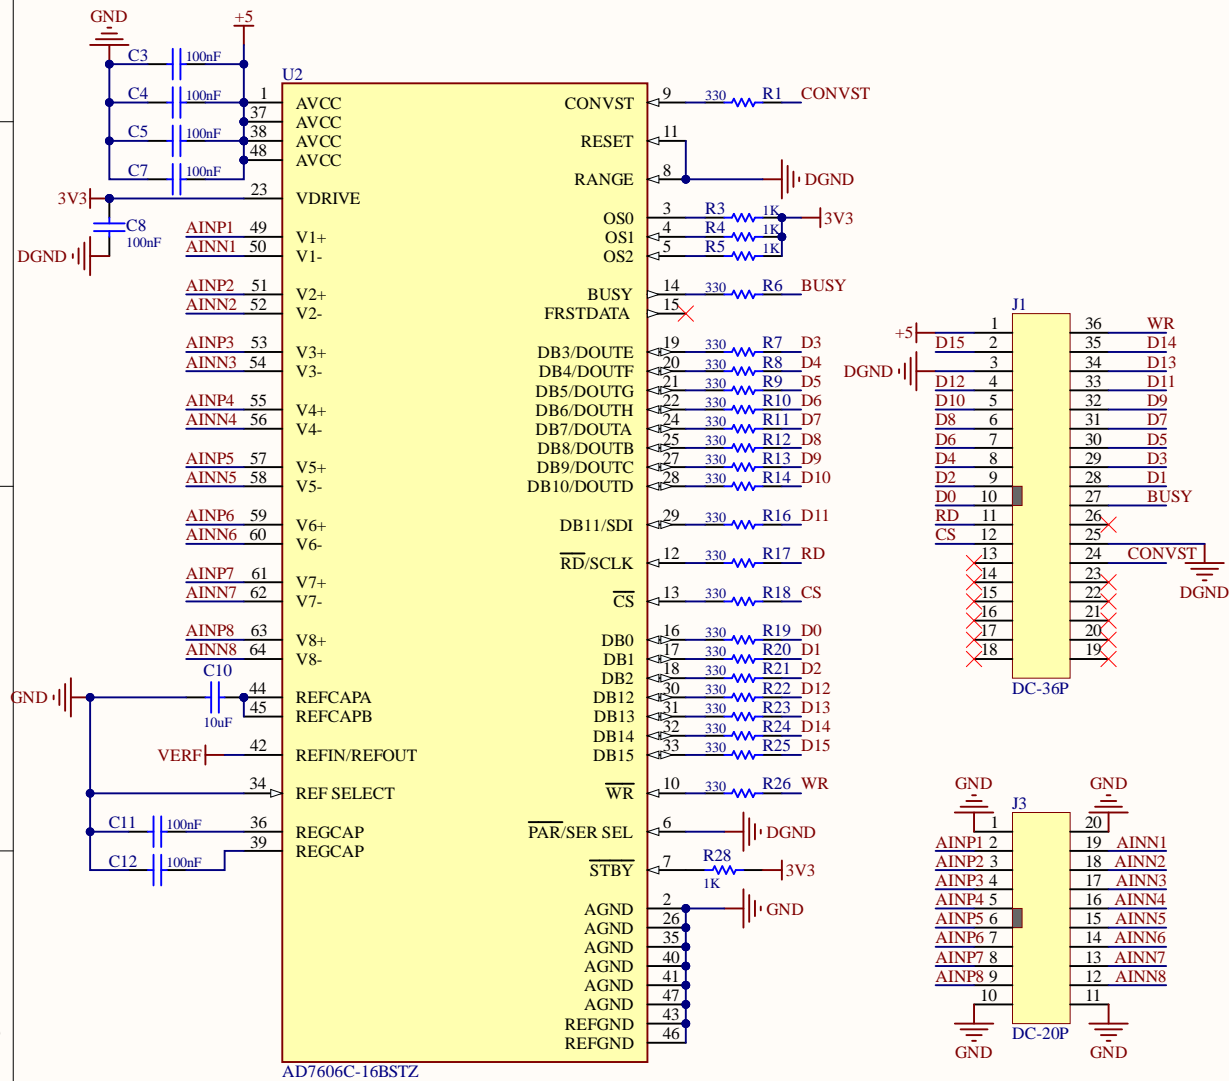 GND
+5
C3 100nF
C4 100nF
C5 100nF
C7 100nF
3V3
C8
100nF
DGND
U2
1 AVCC
37 AVCC
38 AVCC
48 AVCC
23 VDRIVE
AINP1 49 V1+
AINN1 50 V1-
AINP2 51 V2+
AINN2 52 V2-
AINP3 53 V3+
AINN3 54 V3-
AINP4 55 V4+
AINN4 56 V4-
AINP5 57 V5+
AINN5 58 V5-
AINP6 59 V6+
AINN6 60 V6-
AINP7 61 V7+
AINN7 62 V7-
AINP8 63 V8+
AINN8 64 V8-
C10
10uF
GND
44 REFCAPA
45 REFCAPB
VERF 42 REFIN/REFOUT
34 REF SELECT
C11 100nF 36 REGCAP
C12 100nF 39 REGCAP
CONVST 9 330 R1 CONVST
RESET 11
RANGE 8 DGND
OS0 3 R3 1K 3V3
OS1 4 R4 1K
OS2 5 R5 1K
BUSY 14 330 R6 BUSY
FRSTDATA 15
DB3/DOUTE 19 330 R7 D3
DB4/DOUTF 20 330 R8 D4
DB5/DOUTG 21 330 R9 D5
DB6/DOUTH 22 330 R10 D6
DB7/DOUTA 24 330 R11 D7
DB8/DOUTB 25 330 R12 D8
DB9/DOUTC 27 330 R13 D9
DB10/DOUTD 28 330 R14 D10
DB11/SDI 29 330 R16 D11
RD/SCLK 12 330 R17 RD
CS 13 330 R18 CS
DB0 16 330 R19 D0
DB1 17 330 R20 D1
DB2 18 330 R21 D2
DB12 30 330 R22 D12
DB13 31 330 R23 D13
DB14 32 330 R24 D14
DB15 33 330 R25 D15
WR 10 330 R26 WR
PAR/SER SEL 6 DGND
STBY 7 R28 1K 3V3
AGND 2 GND
AGND 26
AGND 35
AGND 40
AGND 41
AGND 47
REFGND 43
REFGND 46
AD7606C-16BSTZ
J1
+5 1 36 WR
D15 2 35 D14
DGND 3 34 D13
D12 4 33 D11
D10 5 32 D9
D8 6 31 D7
D6 7 30 D5
D4 8 29 D3
D2 9 28 D1
D0 10 27 BUSY
RD 11 26
CS 12 25
13 24 CONVST
DGND
14 23
15 22
16 21
17 20
18 19
DC-36P
GND GND
J3
1 20
AINP1 2 19 AINN1
AINP2 3 18 AINN2
AINP3 4 17 AINN3
AINP4 5 16 AINN4
AINP5 6 15 AINN5
AINP6 7 14 AINN6
AINP7 8 13 AINN7
AINP8 9 12 AINN8
10 11
DC-20P
GND GND